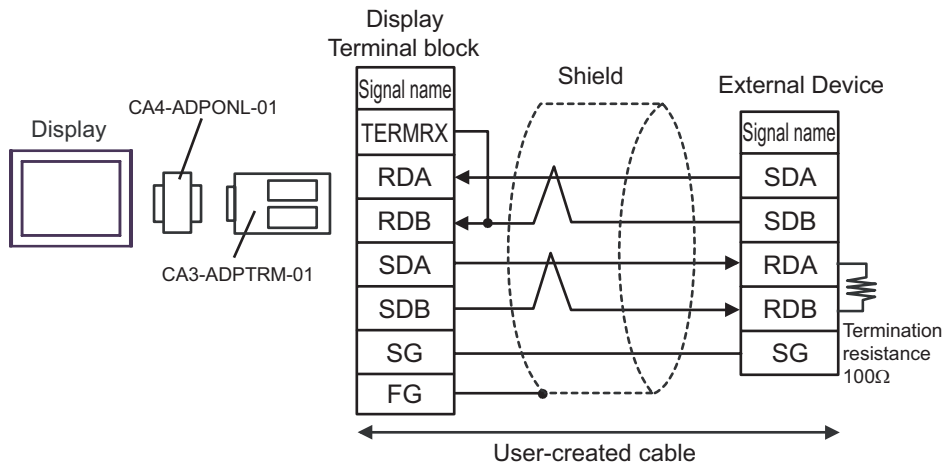 Display
Terminal block
Shield
External Device
Signal name
CA4-ADPONL-01
Display
TERMRX
Signal name
RDA
SDA
RDB
SDB
CA3-ADPTRM-01
SDA
RDA
SDB
RDB
SG
SG
Termination
resistance
100Ω
FG
User-created cable